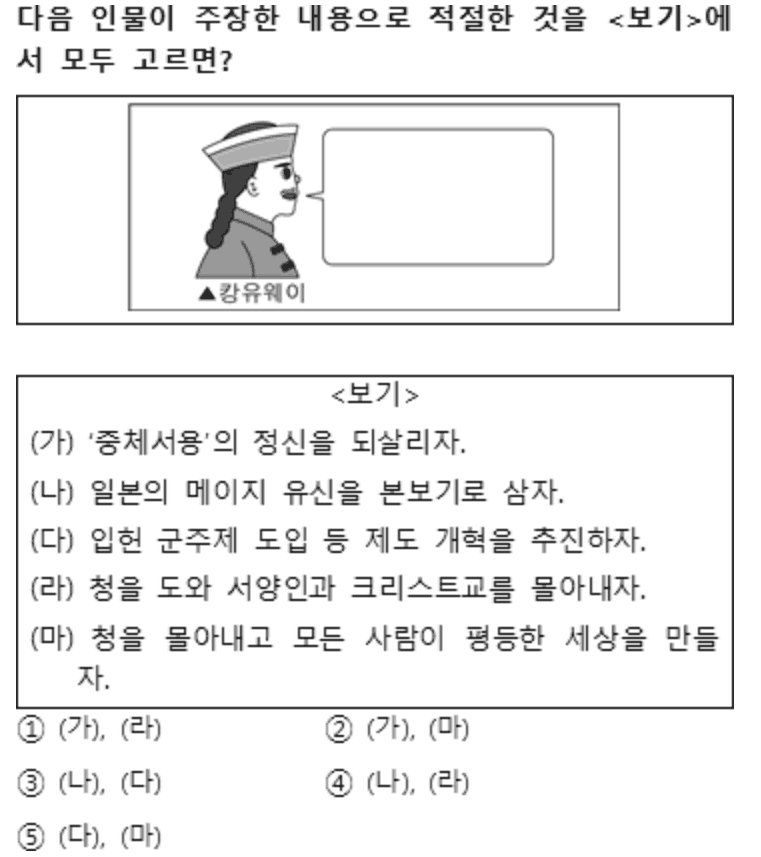 다음 인물이 주장한 내용으로 적절한 것을 <보기>에
서 모두 고르면?
▲캉유웨이
<보기>
(가) '중체서용'의 정신을 되살리자.
(나) 일본의 메이지 유신을 본보기로 삼자.
(다) 입헌 군주제 도입 등 제도 개혁을 추진하자.
(라) 청을 도와 서양인과 크리스트교를 몰아내자.
(마) 청을 몰아내고 모든 사람이 평등한 세상을 만들
자.
① (가), (라) ② (가), (마)
③ (나), (다) ④ (나), (라)
⑤ (다), (마)